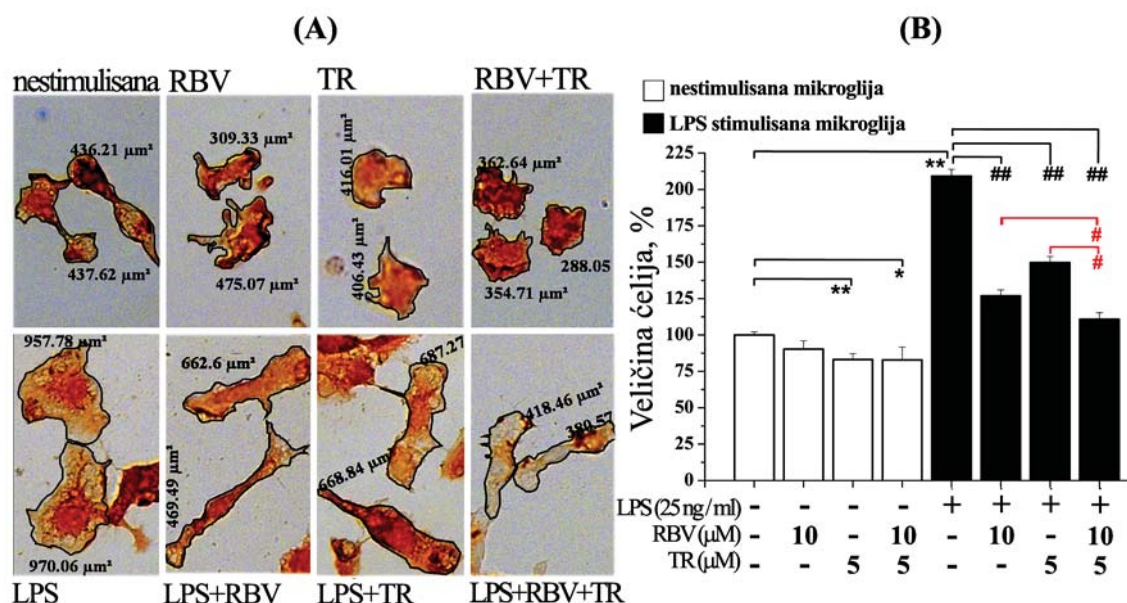 (A)
nestimulisana RBV TR RBV+TR
436.21 µm²
437.62 µm²
309.33 µm²
475.07 µm²
416.01 µm²
406.43 µm²
362.64 µm²
288.05
354.71 µm²
957.78 µm²
970.06 µm²
662.6 µm²
469.49 µm²
687.27
668.84 µm²
418.46 µm²
380.57
LPS LPS+RBV LPS+TR LPS+RBV+TR
(B)
nestimulisana mikroglija
LPS stimulisana mikroglija
Veličina ćelija, %
225
200
175
150
125
100
75
50
25
0
** * ** ## ## ## # #
LPS (25 ng/ml) - - - - + + + +
RBV(µM) - 10 - 10 - 10 - 10
TR(µM) - - 5 5 - - 5 5